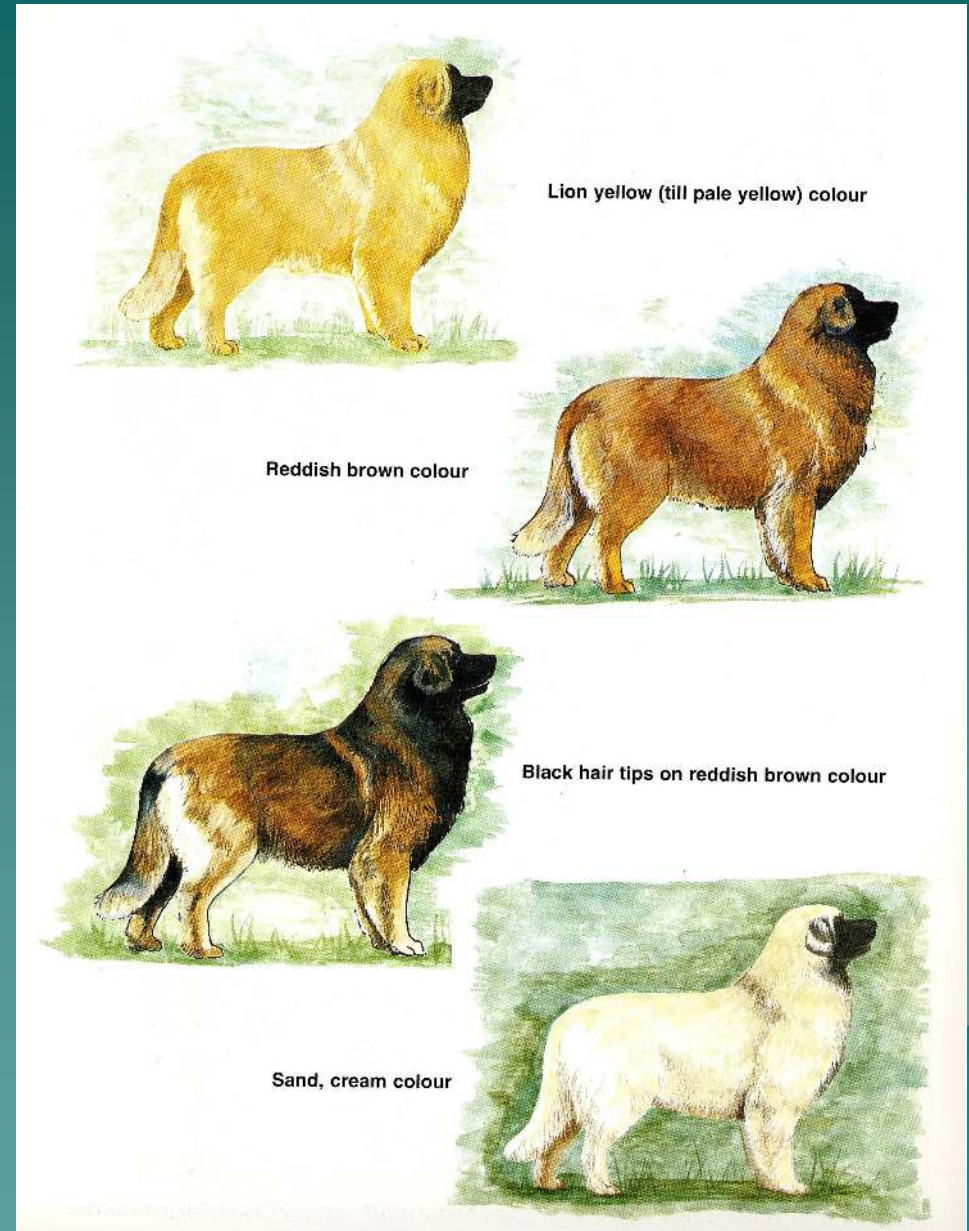 Lion yellow (till pale yellow) colour
Reddish brown colour
Black hair tips on reddish brown colour
Sand, cream colour